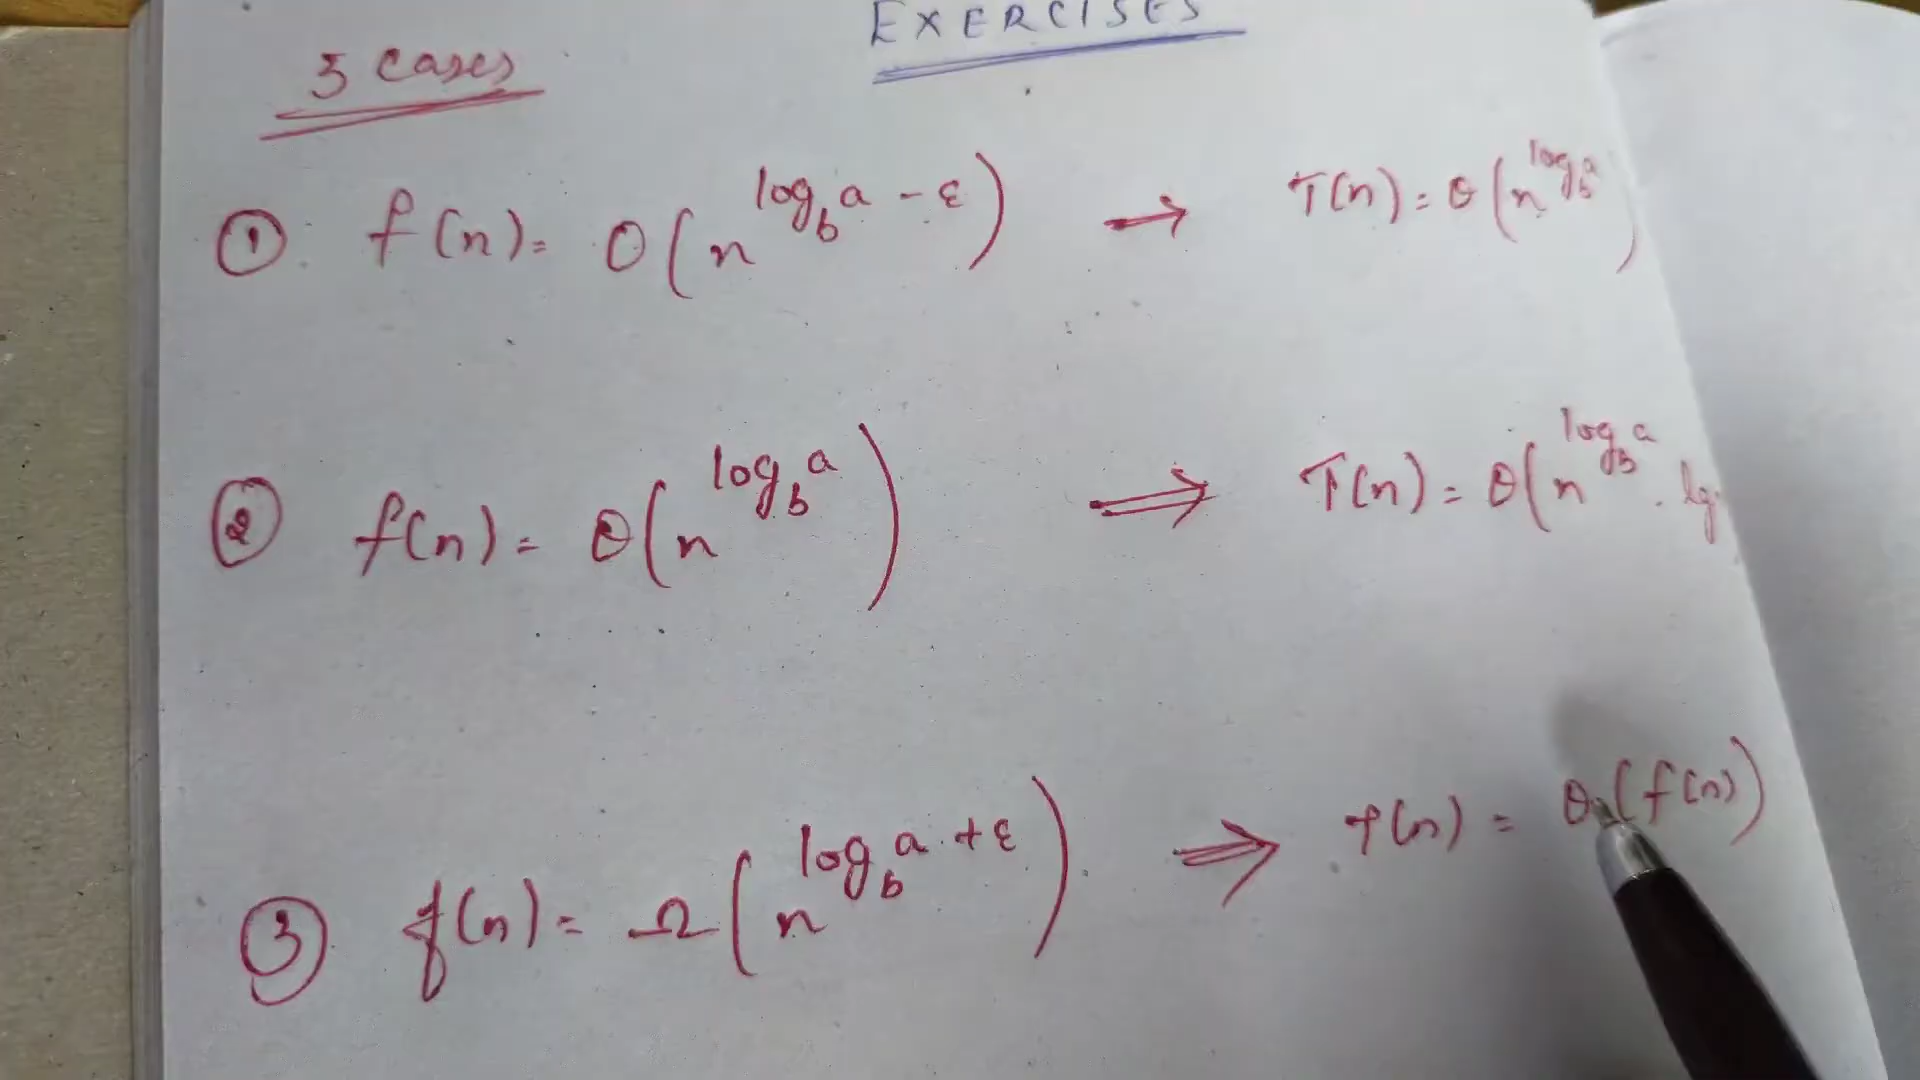 EXERCISES
3 cases
① f(n) = O(n^{log_b a - ε}) → T(n) = θ(n^{log_b a})
② f(n) = θ(n^{log_b a}) ⇒ T(n) = θ(n^{log_b a} . lg
③ f(n) = Ω(n^{log_b a + ε}) ⇒ T(n) = θ(f(n))